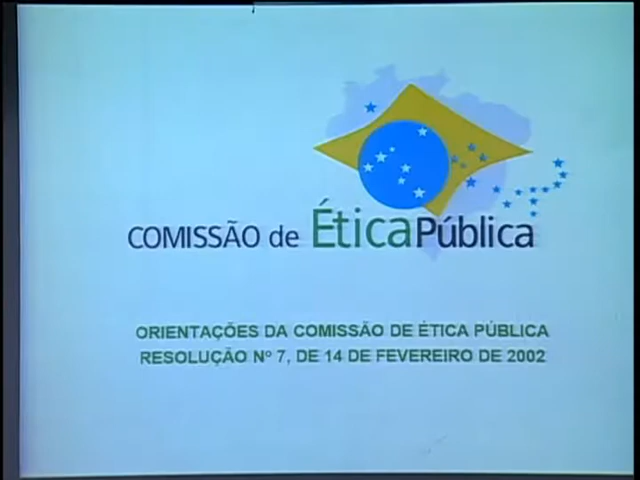 COMISSÃO de ÉticaPública
ORIENTAÇÕES DA COMISSÃO DE ÉTICA PÚBLICA
RESOLUÇÃO Nº 7, DE 14 DE FEVEREIRO DE 2002